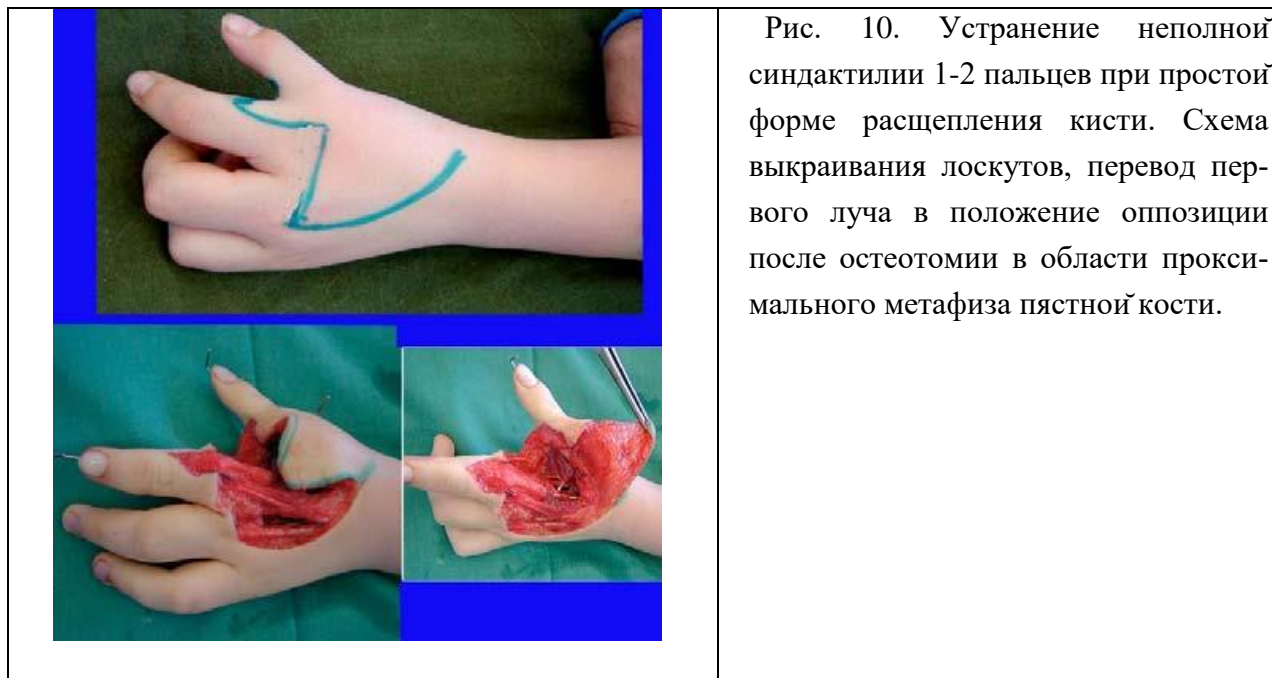 Рис. 10. Устранение неполной
синдактилии 1-2 пальцев при простой
форме расщепления кисти. Схема
выкраивания лоскутов, перевод пер-
вого луча в положение оппозиции
после остеотомии в области прокси-
мального метафиза пястной кости.